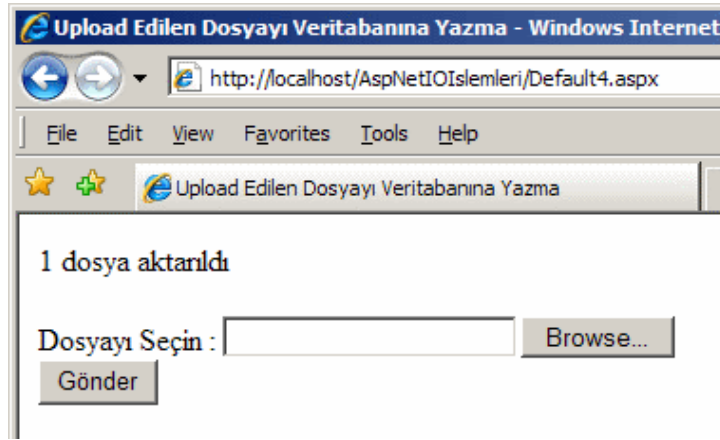 Upload Edilen Dosyayı Veritabanına Yazma - Windows Internet
http://localhost/AspNetIOIslemleri/Default4.aspx
File Edit View Favorites Tools Help
Upload Edilen Dosyayı Veritabanına Yazma
1 dosya aktarıldı
Dosyayı Seçin : Browse...
Gönder